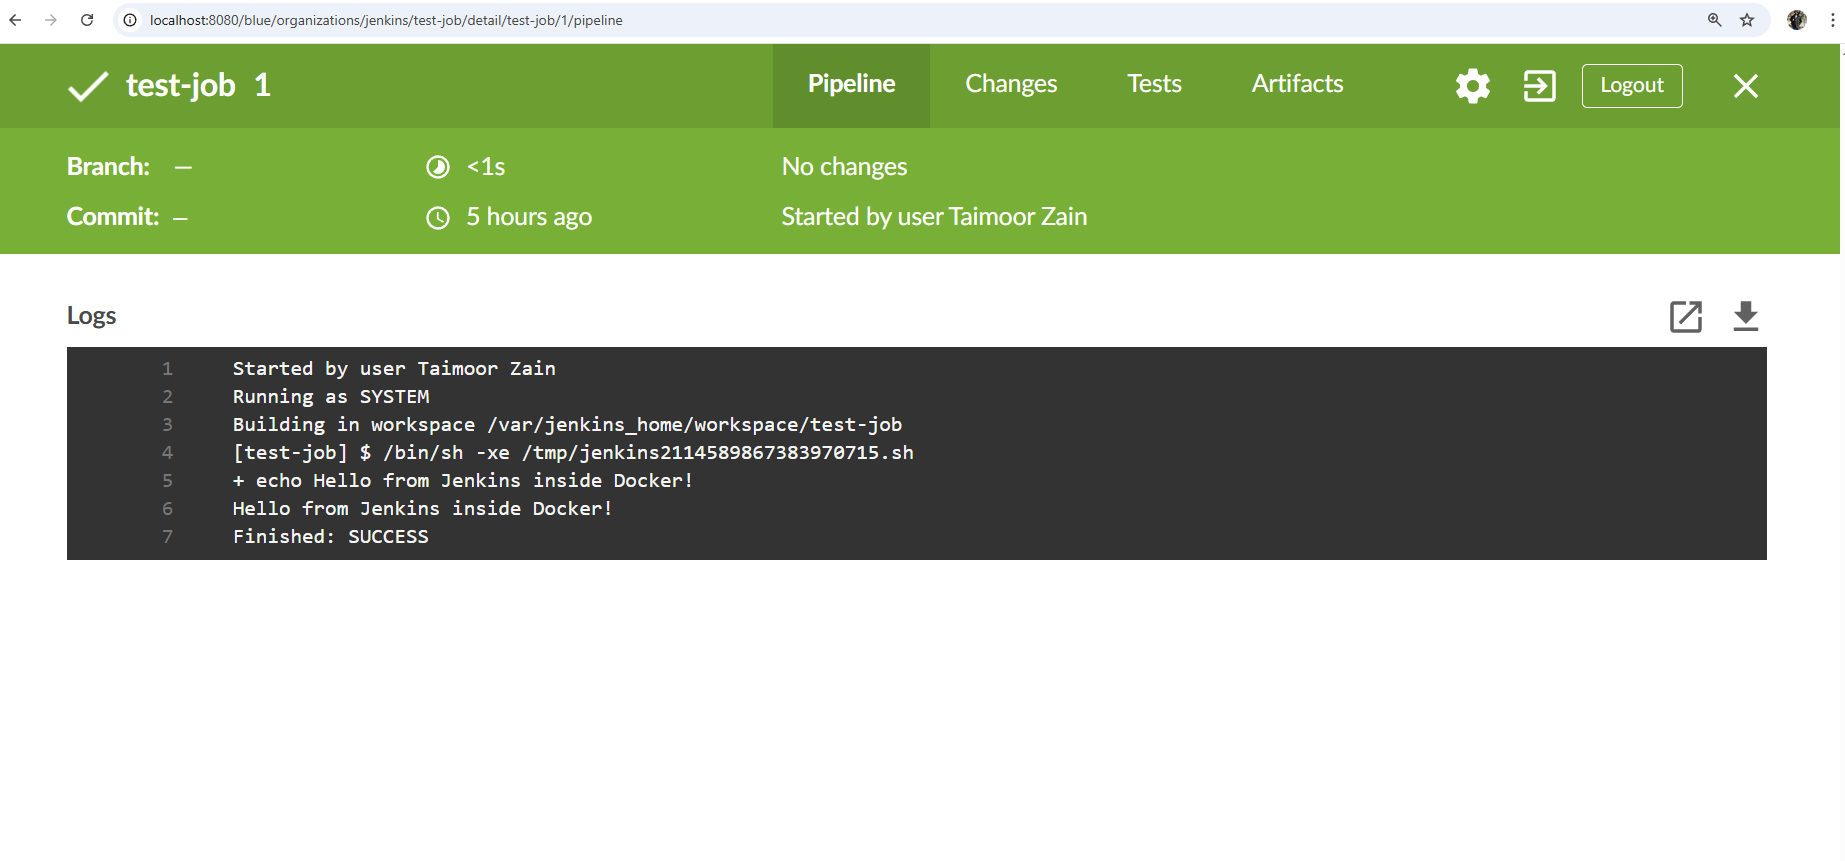 localhost:8080/blue/organizations/jenkins/test-job/detail/test-job/1/pipeline
test-job 1
Pipeline Changes Tests Artifacts Logout
Branch: — <1s No changes
Commit: — 5 hours ago Started by user Taimoor Zain
Logs
1 Started by user Taimoor Zain
2 Running as SYSTEM
3 Building in workspace /var/jenkins_home/workspace/test-job
4 [test-job] $ /bin/sh -xe /tmp/jenkins2114589867383970715.sh
5 + echo Hello from Jenkins inside Docker!
6 Hello from Jenkins inside Docker!
7 Finished: SUCCESS